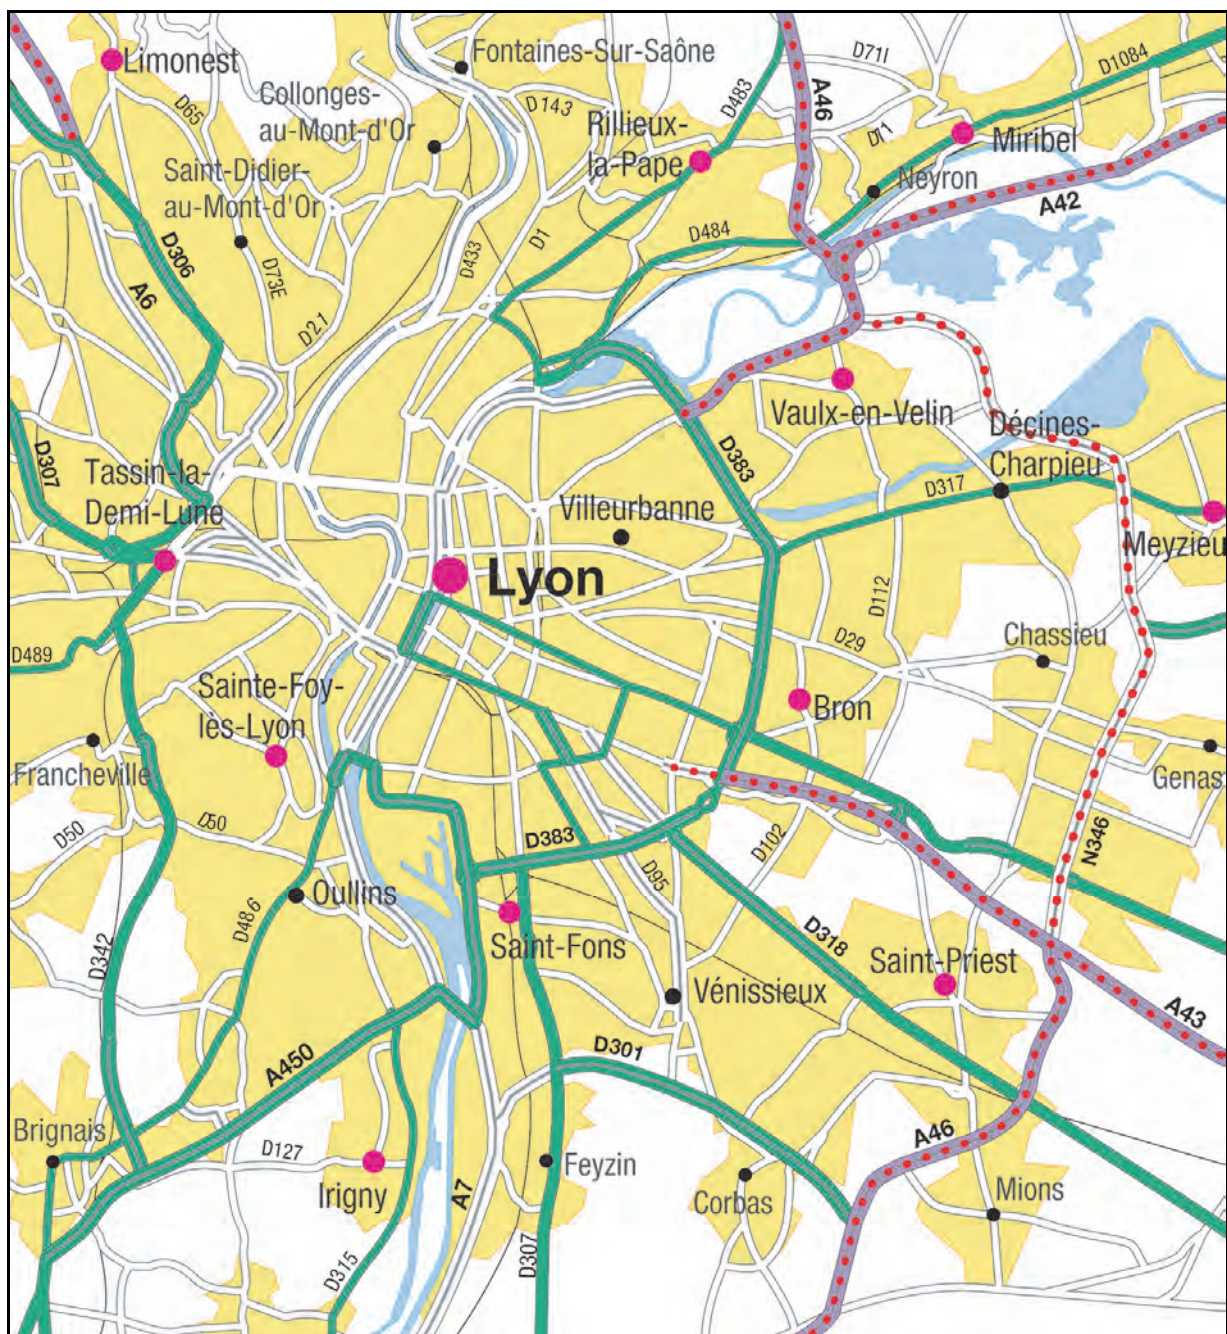 Limonest
Fontaines-Sur-Saône
D71I
D1084
D65
Collonges-
au-Mont-d'Or
D143
D483
A46
Rillieux-
la-Pape
D71
Miribel
Saint-Didier-
au-Mont-d'Or
Neyron
A42
D306
D433
D1
D484
D73E
A6
D21
Vaulx-en-Velin
Décines-
Charpieu
D307
D383
Tassin-la-
Demi-Lune
Villeurbanne
D317
Meyzieu
Lyon
D112
D29
Chassieu
D489
Sainte-Foy-
lès-Lyon
Bron
Francheville
Genas
D50
D50
D383
D102
N346
D95
Oullins
D486
D342
Saint-Fons
D318
Saint-Priest
Vénissieux
A43
A450
D301
Brignais
D127
A46
Irigny
A7
Feyzin
Corbas
Mions
D315
D307